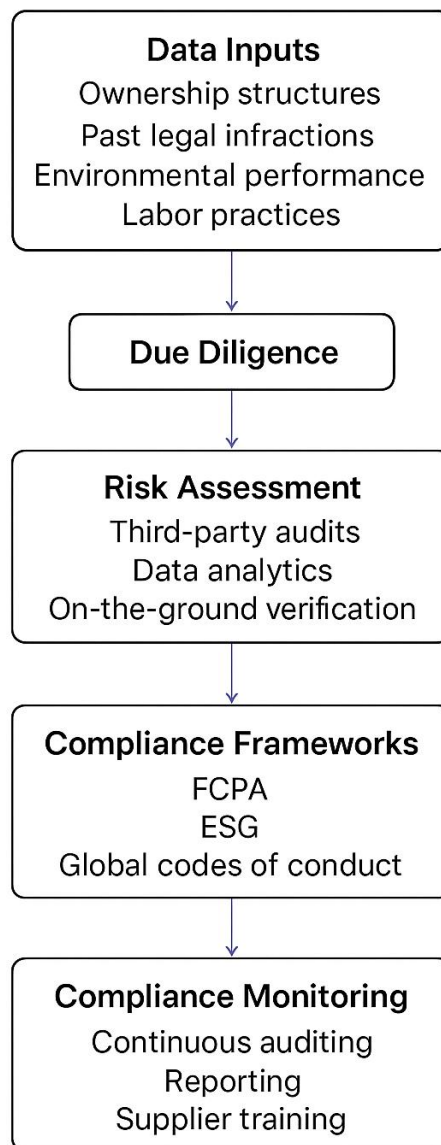 Data Inputs
Ownership structures
Past legal infractions
Environmental performance
Labor practices
Due Diligence
Risk Assessment
Third-party audits
Data analytics
On-the-ground verification
Compliance Frameworks
FCPA
ESG
Global codes of conduct
Compliance Monitoring
Continuous auditing
Reporting
Supplier training